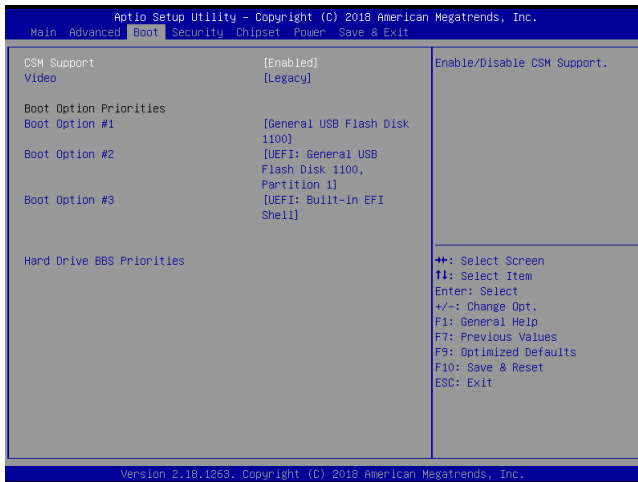 Aptio Setup Utility – Copyright (C) 2018 American Megatrends, Inc.
Main Advanced Boot Security Chipset Power Save & Exit
CSM Support [Enabled]
Video [Legacy]
Boot Option Priorities
Boot Option #1 [General USB Flash Disk
1100]
Boot Option #2 [UEFI: General USB
Flash Disk 1100,
Partition 1]
Boot Option #3 [UEFI: Built-in EFI
Shell]
Hard Drive BBS Priorities
Enable/Disable CSM Support.
→←: Select Screen
↑↓: Select Item
Enter: Select
+/-: Change Opt.
F1: General Help
F7: Previous Values
F9: Optimized Defaults
F10: Save & Reset
ESC: Exit
Version 2.18.1263. Copyright (C) 2018 American Megatrends, Inc.